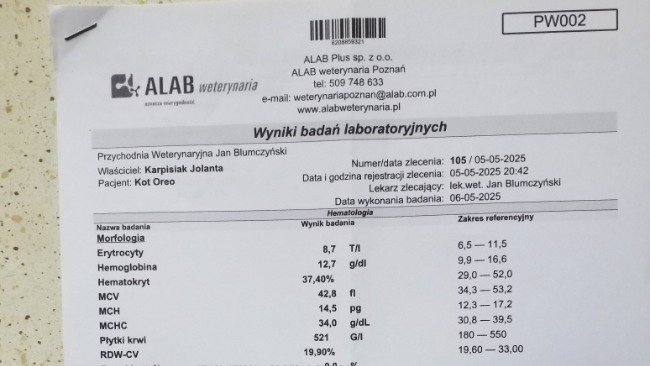 PW002
6208659321
ALAB Plus sp. z o.o.
ALAB weterynaria Poznań
tel: 509 748 633
e-mail: weterynariapoznan@alab.com.pl
www.alabweterynaria.pl
ALAB weterynaria
Wyniki badań laboratoryjnych
Przychodnia Weterynaryjna Jan Blumczyński
Właściciel: Karpisiak Jolanta
Pacjent: Kot Oreo
Numer/data zlecenia: 105 / 05-05-2025
Data i godzina rejestracji zlecenia: 05-05-2025 20:42
Lekarz zlecający: lek.wet. Jan Blumczyński
Data wykonania badania: 06-05-2025
Hematologia
Nazwa badania Wynik badania Zakres referencyjny
Morfologia
Erytrocyty 8,7 T/l 6,5 — 11,5
Hemoglobina 12,7 g/dl 9,9 — 16,6
Hematokryt 37,40% 29,0 — 52,0
MCV 42,8 fl 34,3 — 53,2
MCH 14,5 pg 12,3 — 17,2
MCHC 34,0 g/dL 30,8 — 39,5
Płytki krwi 521 G/l 180 — 550
RDW-CV 19,90% 19,60 — 33,00